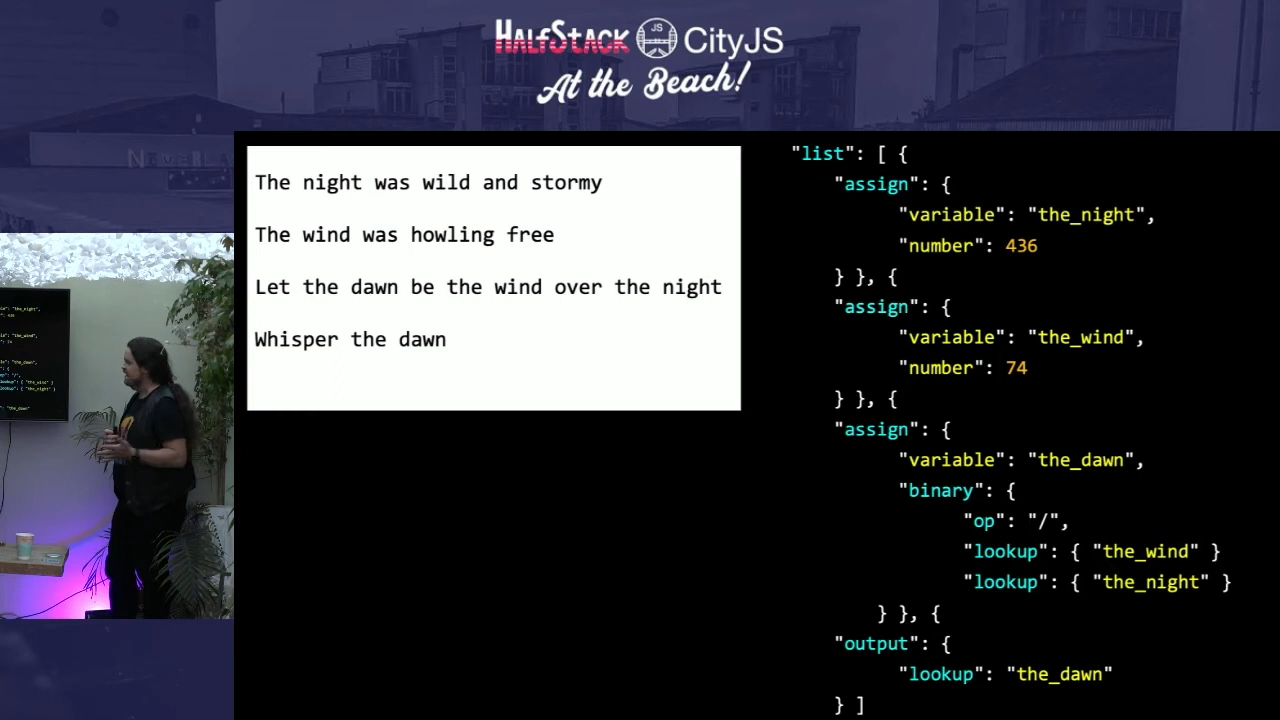 HALFSTACK JS CityJS
At the Beach!
The night was wild and stormy
The wind was howling free
Let the dawn be the wind over the night
Whisper the dawn
"list": [ {
"assign": {
"variable": "the_night",
"number": 436
} }, {
"assign": {
"variable": "the_wind",
"number": 74
} }, {
"assign": {
"variable": "the_dawn",
"binary": {
"op": "/",
"lookup": { "the_wind" }
"lookup": { "the_night" }
} }, {
"output": {
"lookup": "the_dawn"
} ]